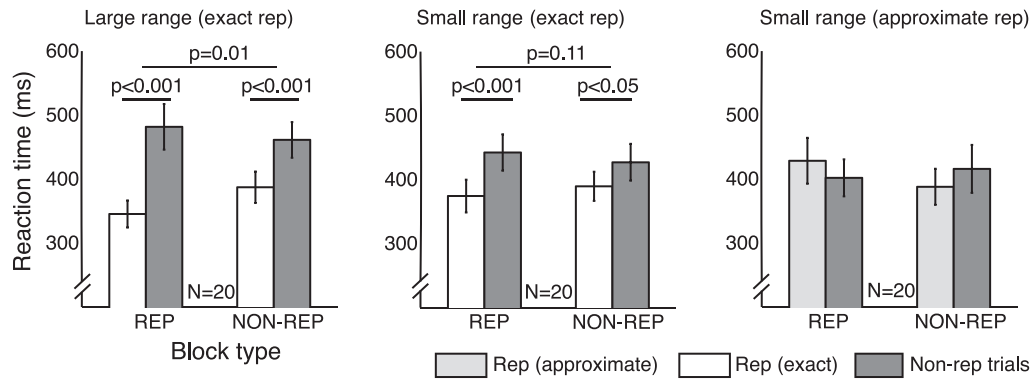 Large range (exact rep)
Small range (exact rep)
Small range (approximate rep)
Reaction time (ms)
600
500
400
300
p=0.01
p<0.001
p<0.001
N=20
REP
NON-REP
Block type
600
500
400
300
p=0.11
p<0.001
p<0.05
N=20
REP
NON-REP
600
500
400
300
N=20
REP
NON-REP
Rep (approximate)
Rep (exact)
Non-rep trials